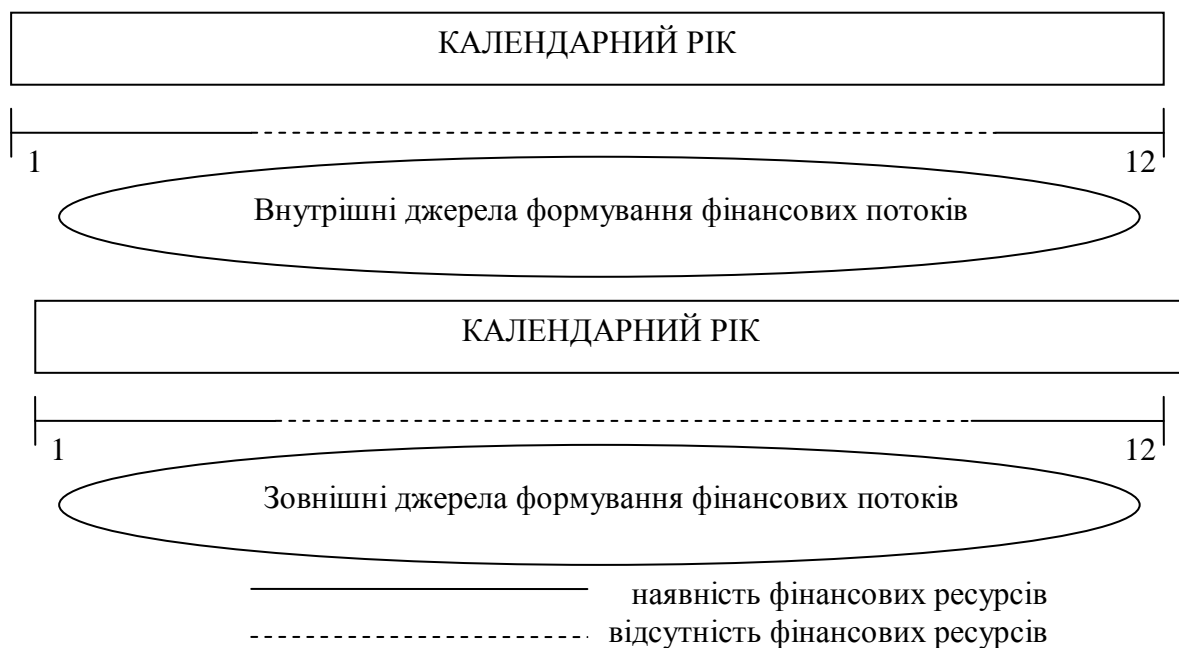 КАЛЕНДАРНИЙ РІК
1 12
Внутрішні джерела формування фінансових потоків
КАЛЕНДАРНИЙ РІК
1 12
Зовнішні джерела формування фінансових потоків
наявність фінансових ресурсів
відсутність фінансових ресурсів